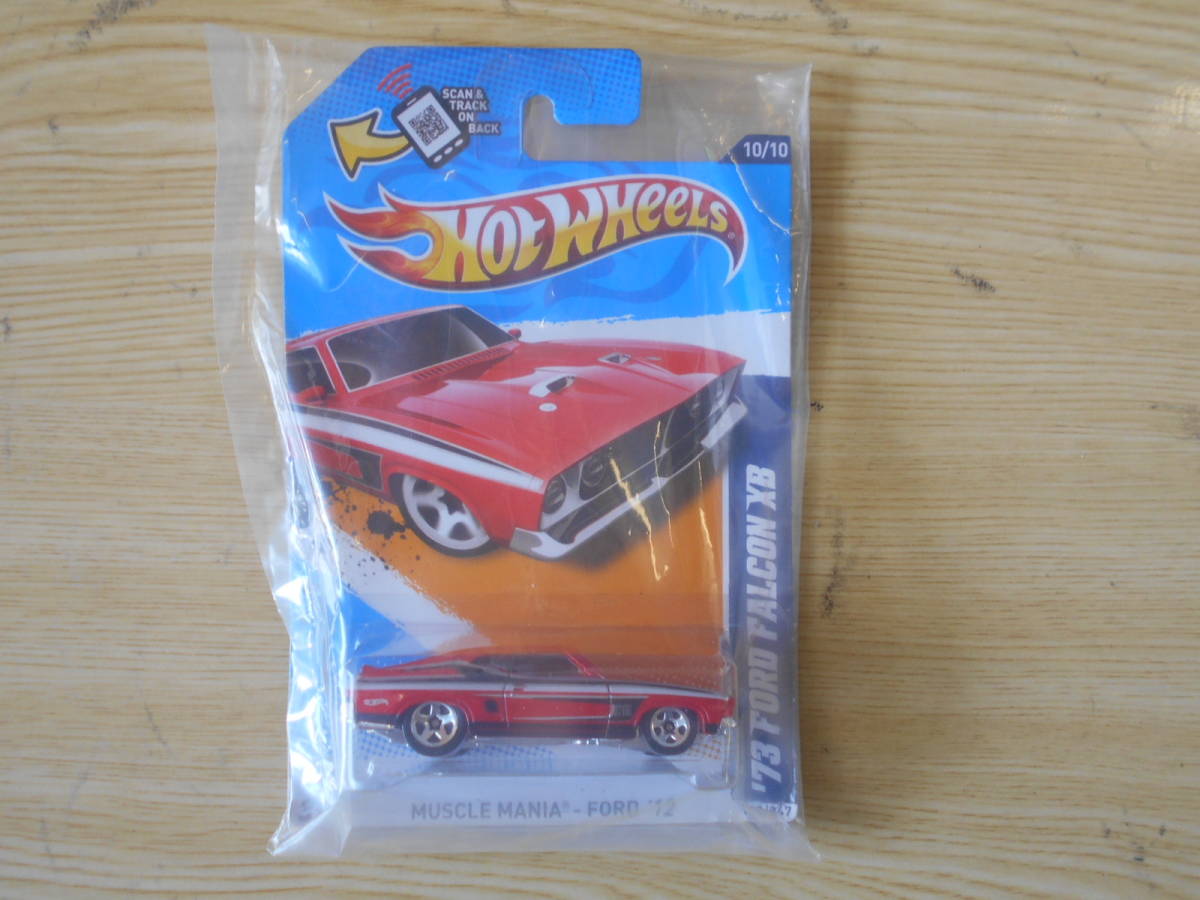 SCAN &
TRACK
ON
BACK
10/10
HOT WHEELS
'73 FORD FALCON XB
MUSCLE MANIA® - FORD '12